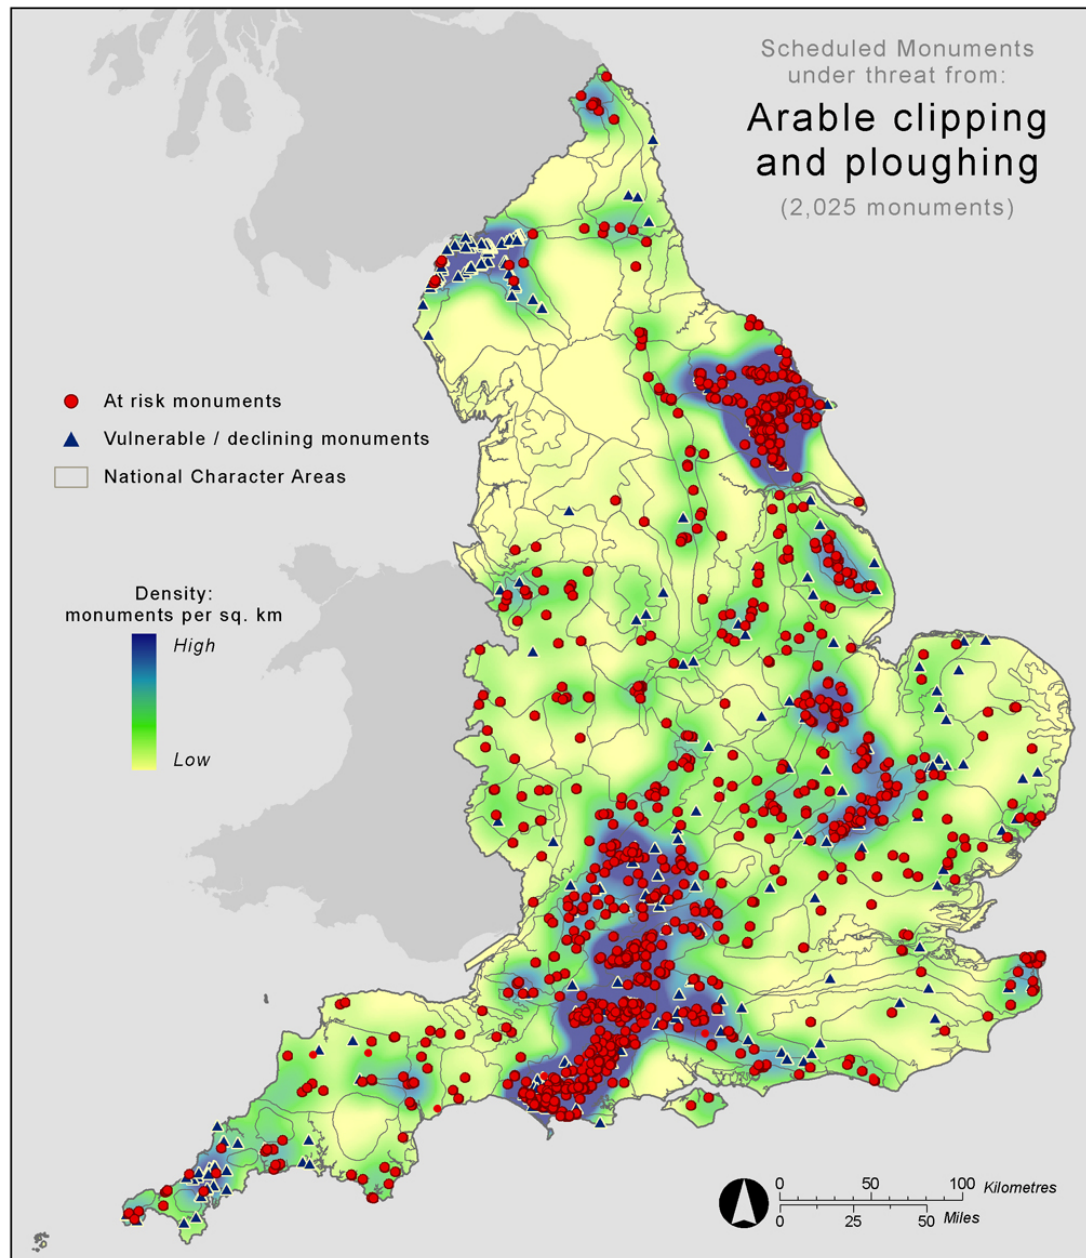 Scheduled Monuments
under threat from:
Arable clipping
and ploughing
(2,025 monuments)
At risk monuments
Vulnerable / declining monuments
National Character Areas
Density:
monuments per sq. km
High
Low
0 50 100 Kilometres
0 25 50 Miles